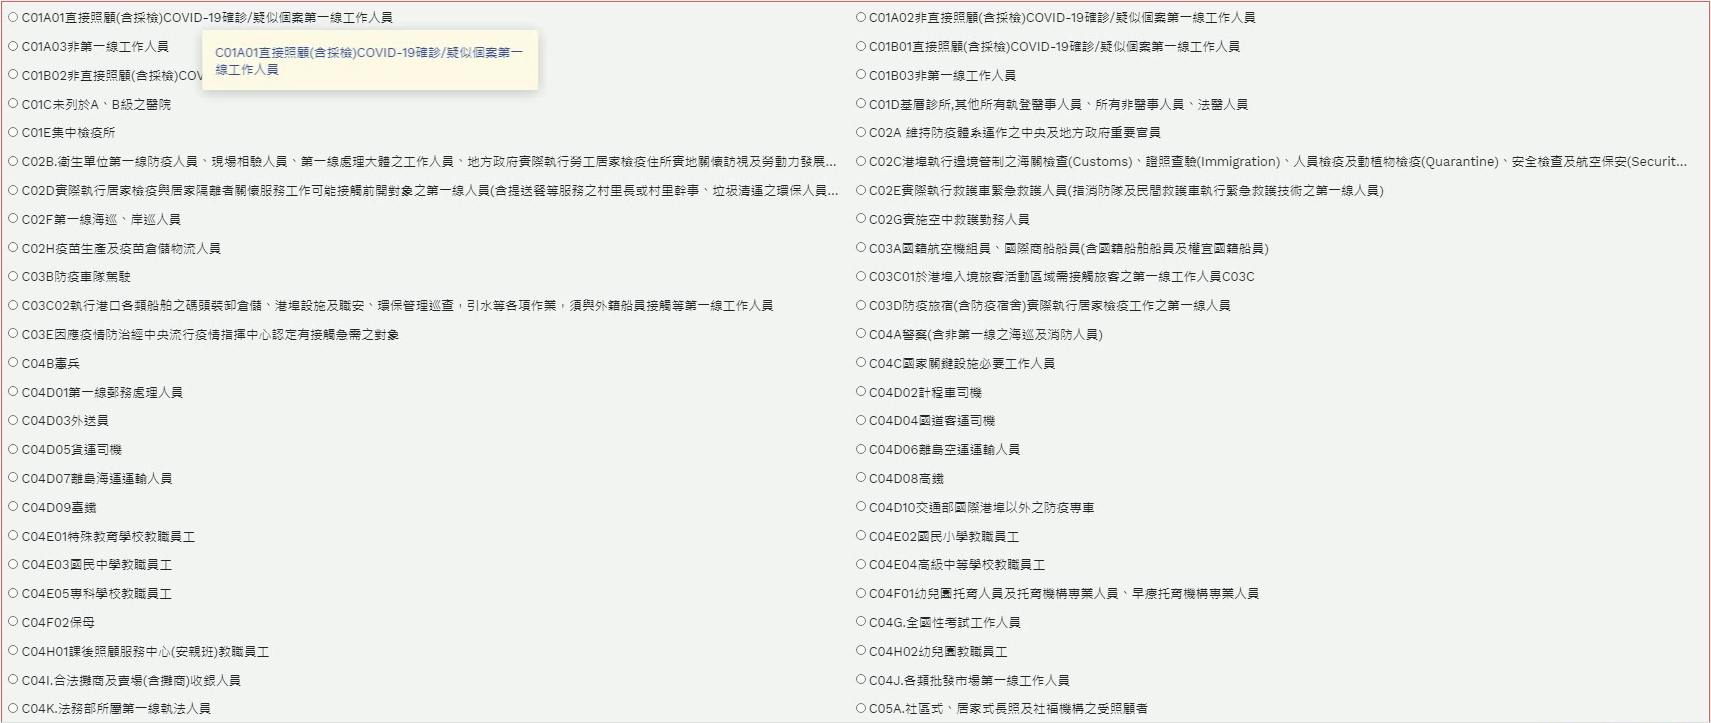 C01A01直接照顧(含採檢)COVID-19確診/疑似個案第一線工作人員
C01A02非直接照顧(含採檢)COVID-19確診/疑似個案第一線工作人員
C01A03非第一線工作人員
C01A01直接照顧(含採檢)COVID-19確診/疑似個案第一
線工作人員
C01B01直接照顧(含採檢)COVID-19確診/疑似個案第一線工作人員
C01B02非直接照顧(含採檢)COV
C01B03非第一線工作人員
C01C未列於A、B級之醫院
C01D基層診所,其他所有執登醫事人員、所有非醫事人員、法醫人員
C01E集中檢疫所
C02A 維持防疫體系運作之中央及地方政府重要官員
C02B.衛生單位第一線防疫人員、現場相驗人員、第一線處理大體之工作人員、地方政府實際執行勞工居家檢疫住所實地關懷訪視及勞動力發展...
C02C港埠執行邊境管制之海關檢查(Customs)、證照查驗(Immigration)、人員檢疫及動植物檢疫(Quarantine)、安全檢查及航空保安(Securit...
C02D實際執行居家檢疫與居家隔離者關懷服務工作可能接觸前開對象之第一線人員(含提送餐等服務之村里長或村里幹事、垃圾清運之環保人員...
C02E實際執行救護車緊急救護人員(指消防隊及民間救護車執行緊急救護技術之第一線人員)
C02F第一線海巡、岸巡人員
C02G實施空中救護勤務人員
C02H疫苗生產及疫苗倉儲物流人員
C03A國籍航空機組員、國際商船船員(含國籍船舶船員及權宜國籍船員)
C03B防疫車隊駕駛
C03C01於港埠入境旅客活動區域需接觸旅客之第一線工作人員C03C
C03C02執行港口各類船舶之碼頭裝卸倉儲、港埠設施及職安、環保管理巡查，引水等各項作業，須與外籍船員接觸等第一線工作人員
C03D防疫旅宿(含防疫宿舍)實際執行居家檢疫工作之第一線人員
C03E因應疫情防治經中央流行疫情指揮中心認定有接觸急需之對象
C04A警察(含非第一線之海巡及消防人員)
C04B憲兵
C04C國家關鍵設施必要工作人員
C04D01第一線郵務處理人員
C04D02計程車司機
C04D03外送員
C04D04國道客運司機
C04D05貨運司機
C04D06離島空運運輸人員
C04D07離島海運運輸人員
C04D08高鐵
C04D09臺鐵
C04D10交通部國際港埠以外之防疫専車
C04E01特殊教育學校教職員工
C04E02國民小學教職員工
C04E03國民中學教職員工
C04E04高級中等學校教職員工
C04E05專科學校教職員工
C04F01幼兒園托育人員及托育機構專業人員、早療托育機構專業人員
C04F02保母
C04G.全國性考試工作人員
C04H01課後照顧服務中心(安親班)教職員工
C04H02幼兒園教職員工
C04I.合法攤商及賣場(含攤商)收銀人員
C04J.各類批發市場第一線工作人員
C04K.法務部所屬第一線執法人員
C05A.社區式、居家式長照及社福機構之受照顧者